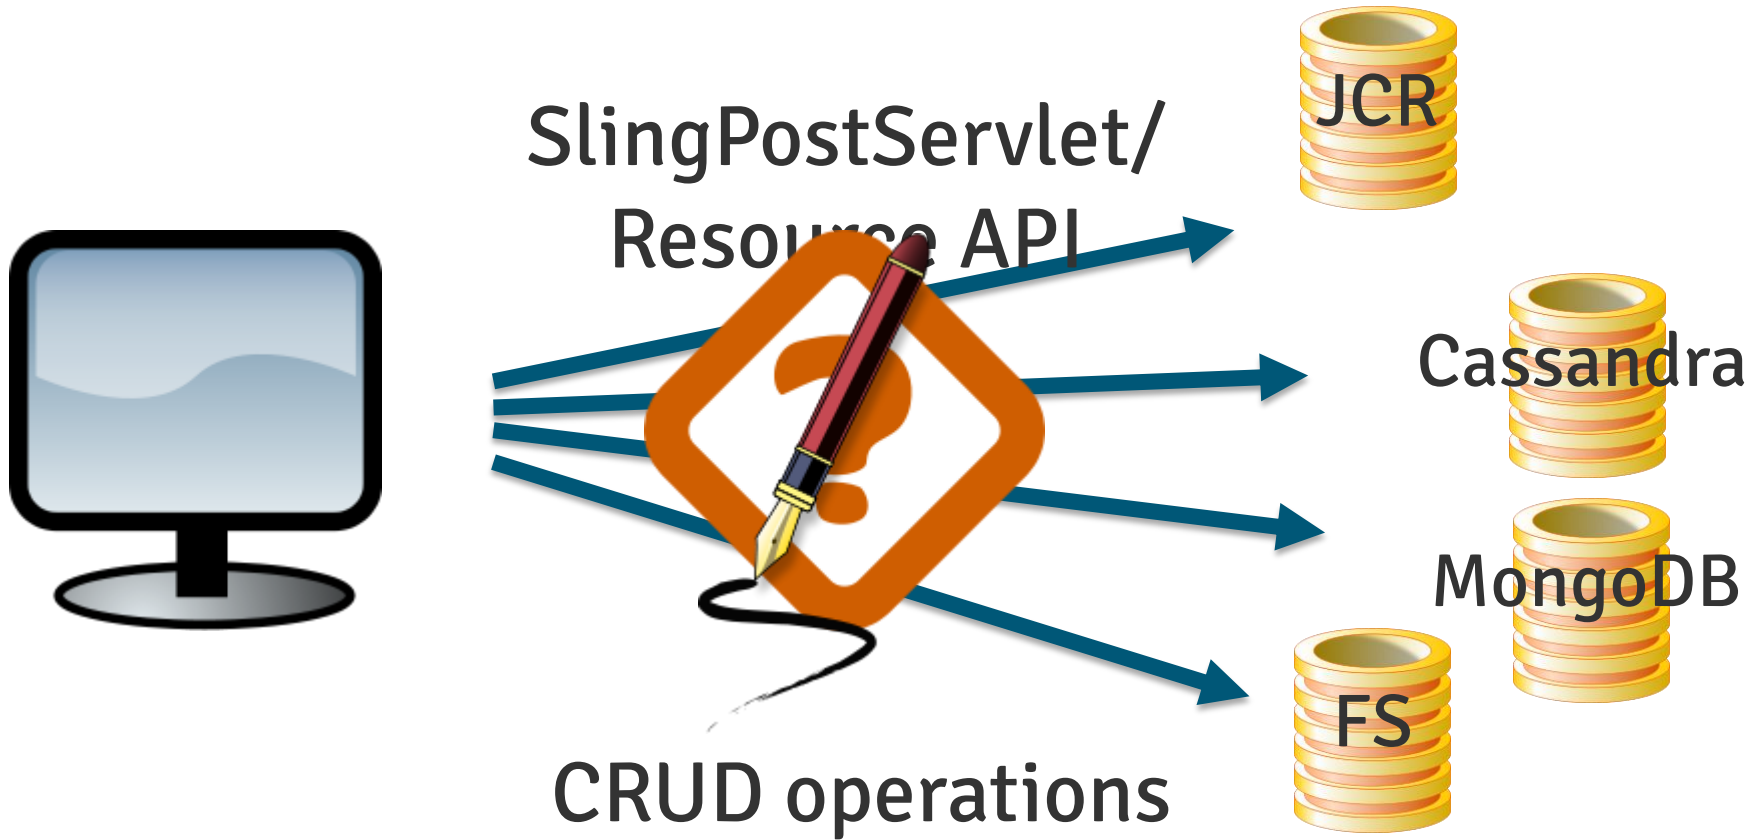 SlingPostServlet/
Resource API
JCR
Cassandra
MongoDB
FS
CRUD operations